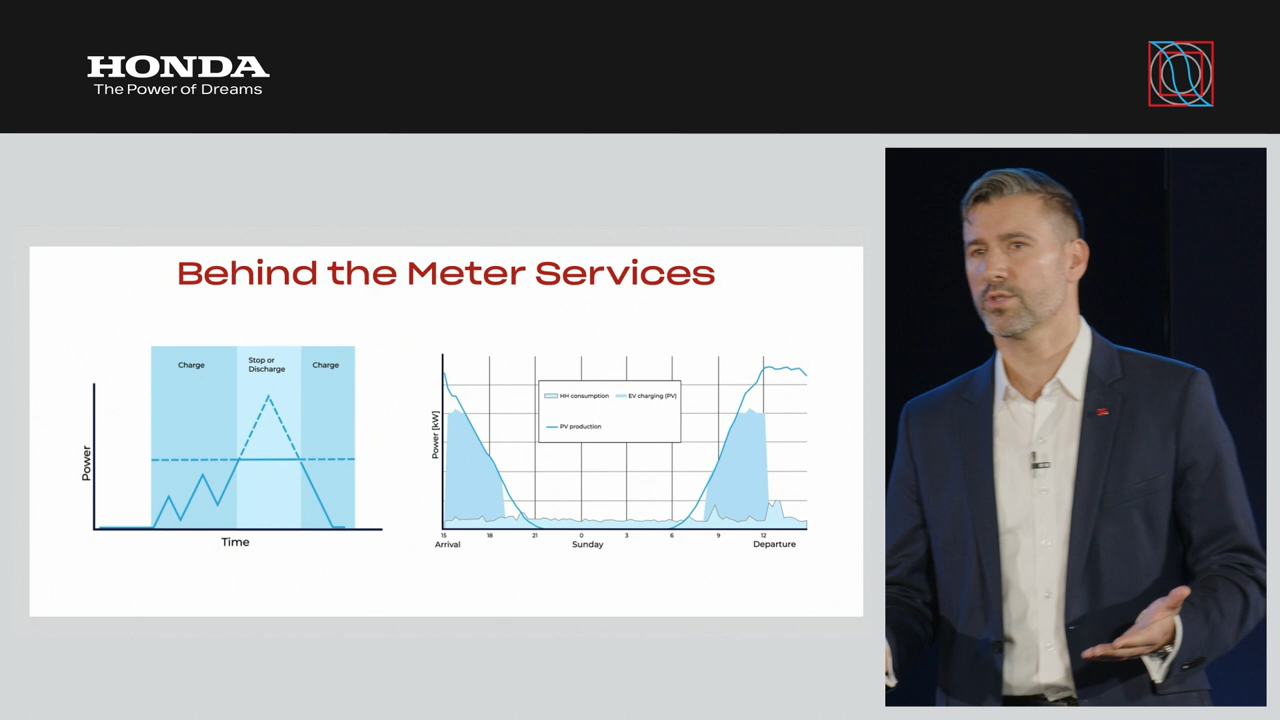 HONDA
The Power of Dreams
Behind the Meter Services
Charge
Stop or
Discharge
Charge
Power
Time
Power [kW]
HH consumption
EV charging (PV)
PV production
15
18
21
0
3
6
9
12
Arrival
Sunday
Departure